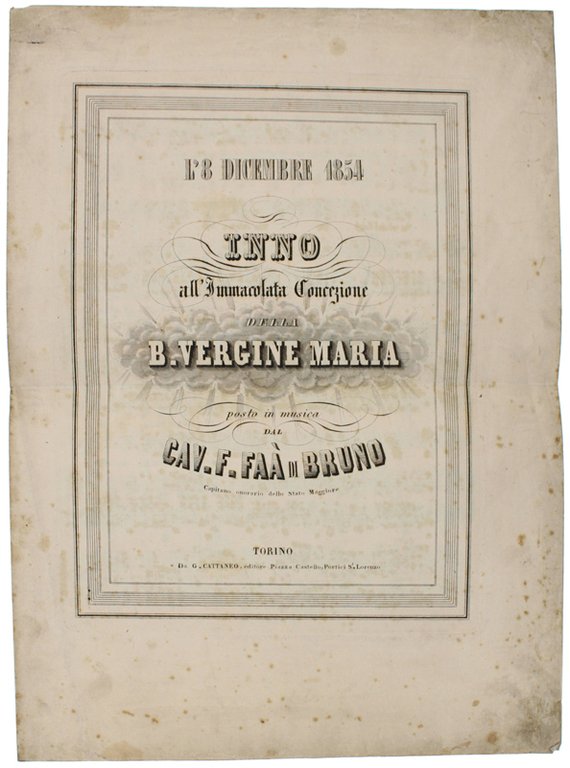 L'8 DICEMBRE 1854
INNO
all'Immacolata Concezione
DELLA
B. VERGINE MARIA
posto in musica
DAL
CAV. F. FAÀ DI BRUNO
Capitano onorario dello Stato Maggiore
TORINO
Da G. CATTANEO, editore Piazza Castello, Portici Sn. Lorenzo